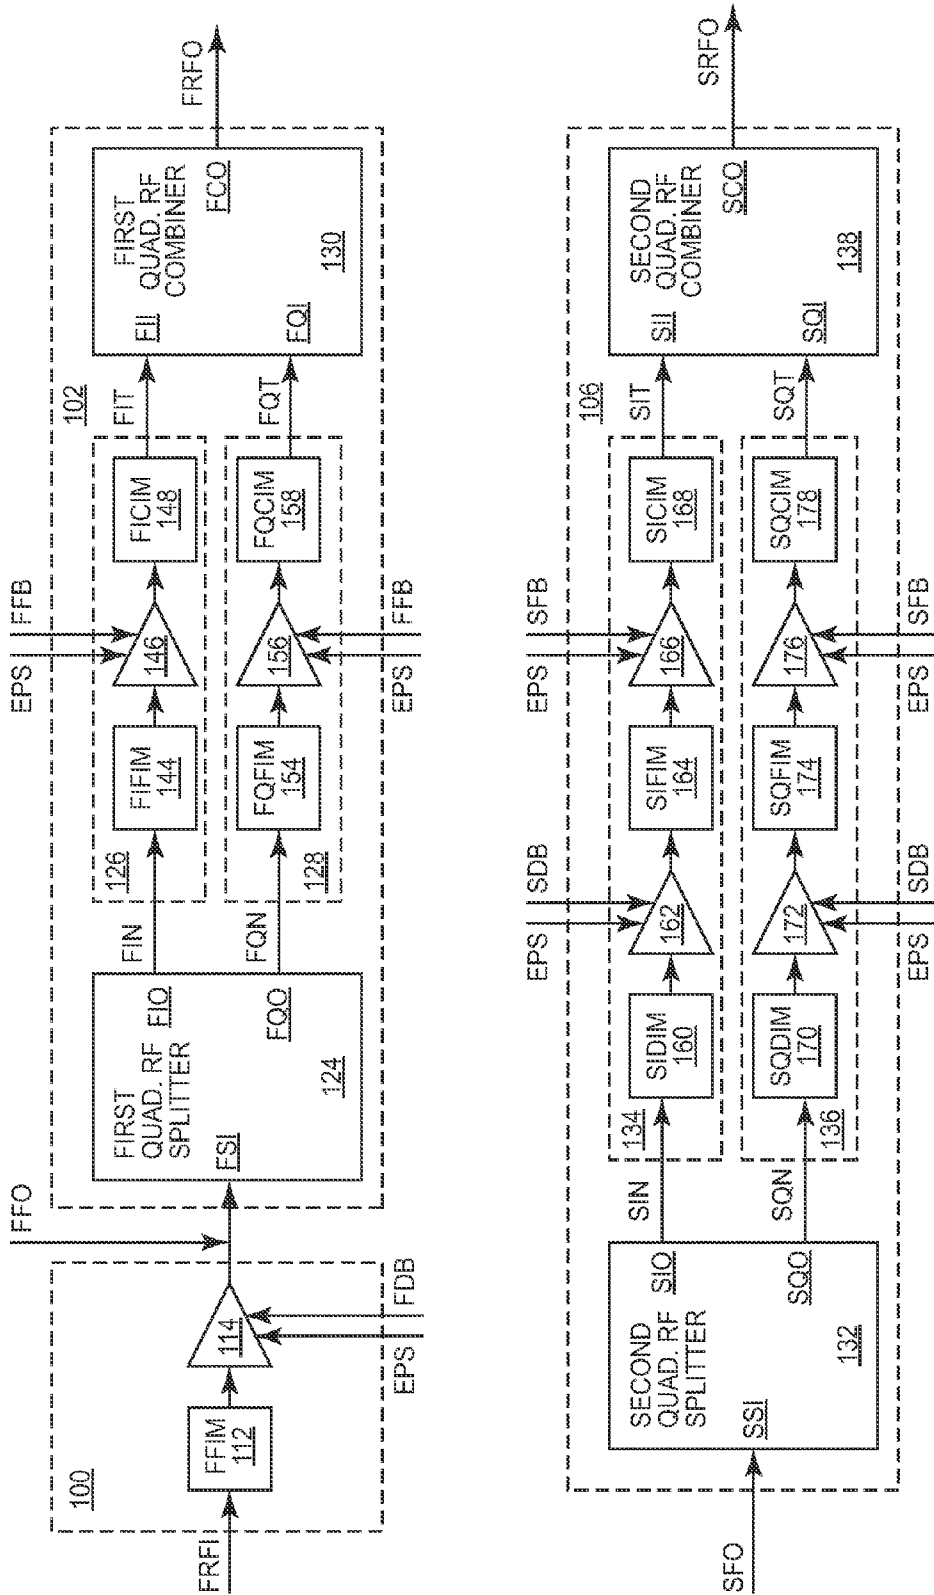 FRFI
100
FFIM
112
114
EPS
FDB
FFO
FIRST
QUAD. RF
SPLITTER
FSI
FIO
FQO
124
FIN
FQN
102
126
FIFIM
144
EPS
FFB
146
FICIM
148
FIT
128
FQFIM
154
156
EPS
FFB
FQCIM
158
FQT
FIRST
QUAD. RF
COMBINER
FII
FQI
FCO
130
FRFO
SFO
SECOND
QUAD. RF
SPLITTER
SSI
SIO
SQO
132
SIN
SQN
106
134
SIDIM
160
EPS
SDB
162
SIFIM
164
EPS
SFB
166
SICIM
168
SIT
136
SQDIM
170
172
EPS
SDB
SQFIM
174
176
EPS
SFB
SQCIM
178
SQT
SECOND
QUAD. RF
COMBINER
SII
SQI
SCO
138
SRFO